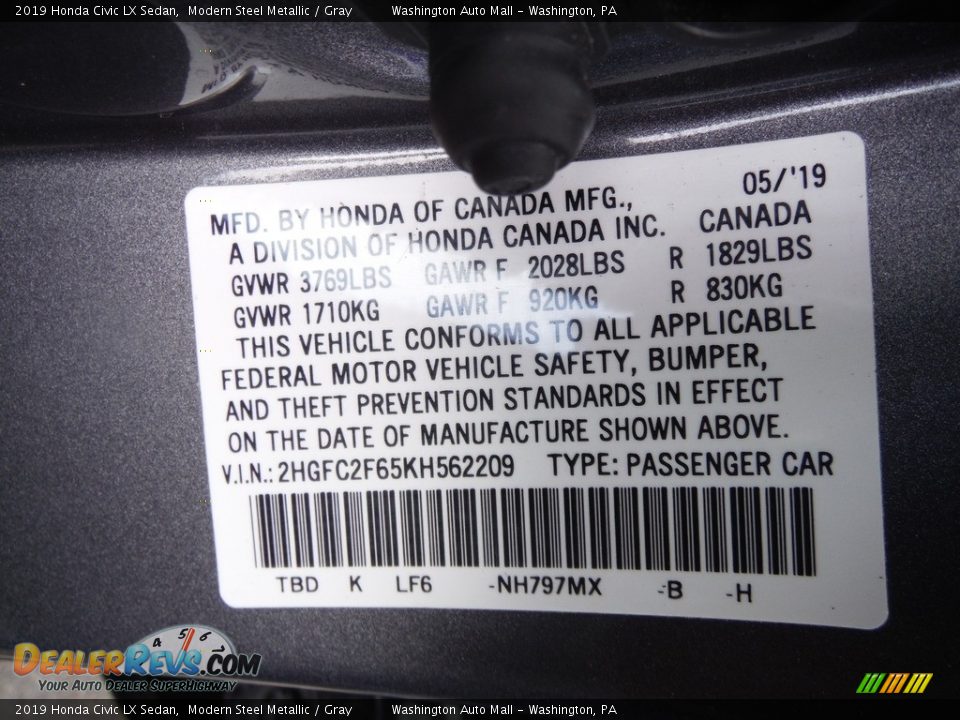 2019 Honda Civic LX Sedan, Modern Steel Metallic / Gray Washington Auto Mall - Washington, PA
05/'19
MFD. BY HONDA OF CANADA MFG.,
A DIVISION OF HONDA CANADA INC. CANADA
GVWR 3769LBS GAWR F 2028LBS R 1829LBS
GVWR 1710KG GAWR F 920KG R 830KG
THIS VEHICLE CONFORMS TO ALL APPLICABLE
FEDERAL MOTOR VEHICLE SAFETY, BUMPER,
AND THEFT PREVENTION STANDARDS IN EFFECT
ON THE DATE OF MANUFACTURE SHOWN ABOVE.
V.I.N.: 2HGFC2F65KH562209 TYPE: PASSENGER CAR
TBD K LF6 -NH797MX -B -H
4 5 6
DEALERREVS.COM
YOUR AUTO DEALER SUPERHIGHWAY
2019 Honda Civic LX Sedan, Modern Steel Metallic / Gray Washington Auto Mall - Washington, PA